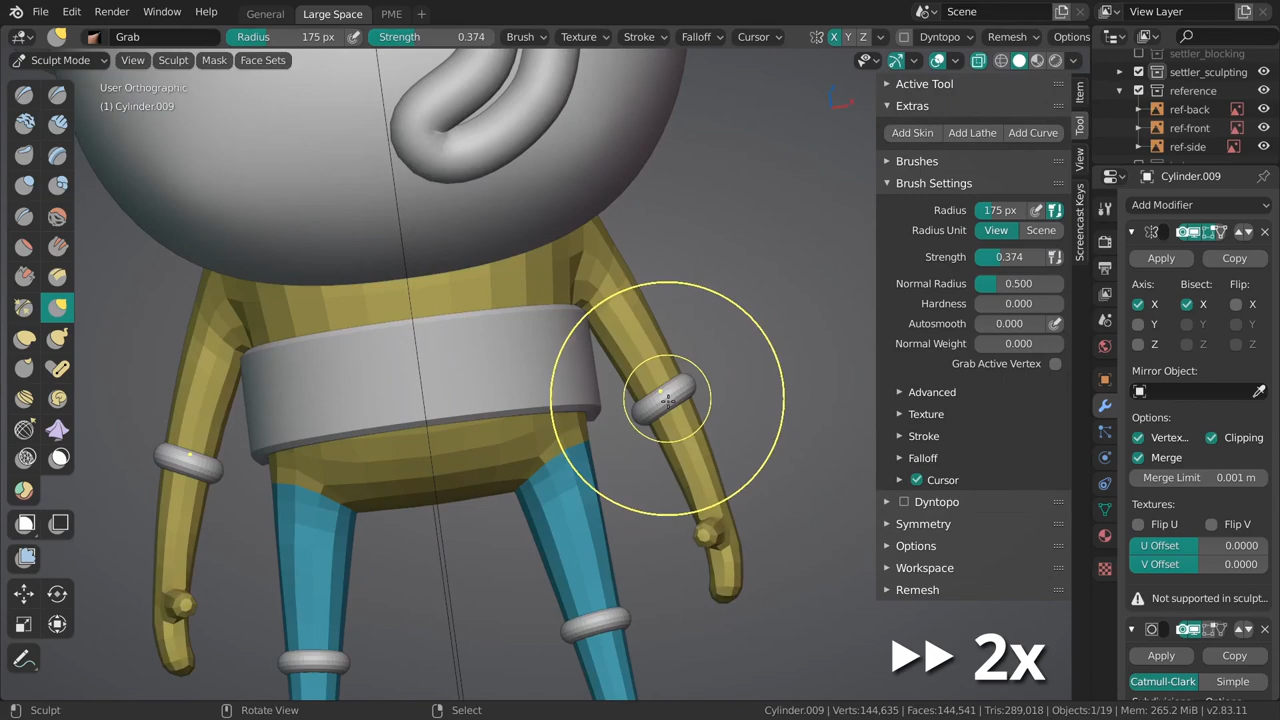 File Edit Render Window Help General Large Space PME + Scene View Layer
Grab Radius 175 px Strength 0.374 Brush Texture Stroke Falloff Cursor X Y Z Dyntopo Remesh Options
Sculpt Mode View Sculpt Mask Face Sets
settler_blocking
settler_sculpting
reference
ref-back
ref-front
ref-side
User Orthographic
(1) Cylinder.009
Active Tool
Extras
Add Skin Add Lathe Add Curve
Brushes
Brush Settings
Radius 175 px
Radius Unit View Scene
Strength 0.374
Normal Radius 0.500
Hardness 0.000
Autosmooth 0.000
Normal Weight 0.000
Grab Active Vertex
Advanced
Texture
Stroke
Falloff
Cursor
Dyntopo
Symmetry
Options
Workspace
Remesh
Item
Tool
View
Screencast Keys
Cylinder.009
Add Modifier
Apply Copy
Axis: Bisect: Flip:
X X X
Y Y Y
Z Z Z
Mirror Object:
Options:
Vertex... Clipping
Merge
Merge Limit 0.001 m
Textures:
Flip U Flip V
U Offset 0.0000
V Offset 0.0000
Not supported in sculpt...
Apply Copy
Catmull-Clark Simple
2x
Sculpt Rotate View Select Cylinder.009 | Verts:144,635 | Faces:144,541 | Tris:289,018 | Objects:1/19 | Mem: 265.2 MiB | v2.83.11